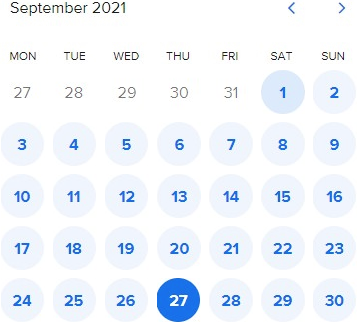 September 2021
MON TUE WED THU FRI SAT SUN
27 28 29 30 31 1 2
3 4 5 6 7 8 9
10 11 12 13 14 15 16
17 18 19 20 21 22 23
24 25 26 27 28 29 30